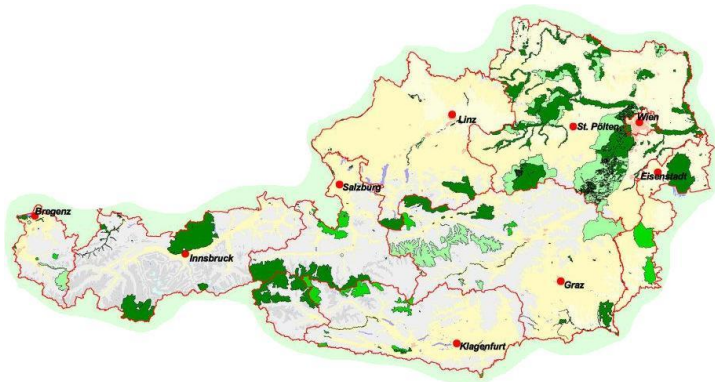 Linz
St. Pölten
Wien
Eisenstadt
Salzburg
Bregenz
Innsbruck
Graz
Klagenfurt